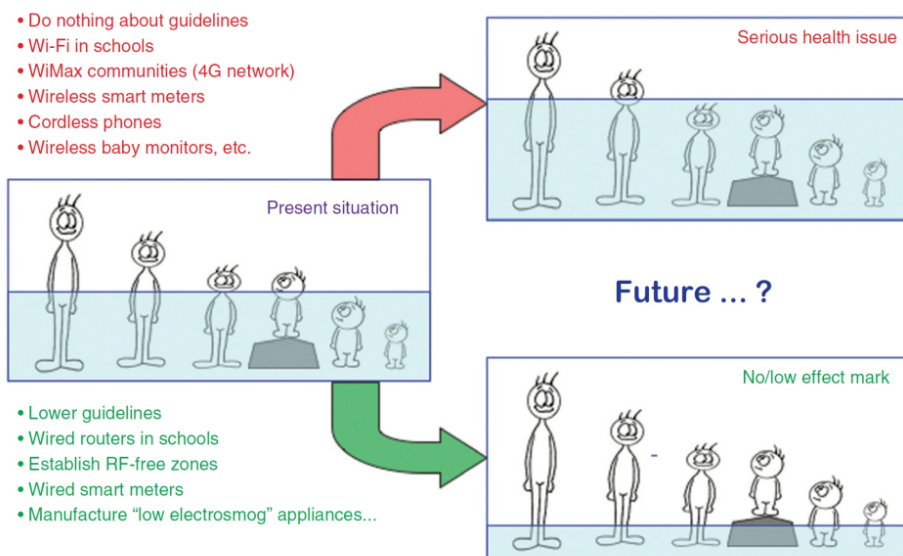 • Do nothing about guidelines
• Wi-Fi in schools
• WiMax communities (4G network)
• Wireless smart meters
• Cordless phones
• Wireless baby monitors, etc.
Serious health issue
Present situation
Future ... ?
No/low effect mark
• Lower guidelines
• Wired routers in schools
• Establish RF-free zones
• Wired smart meters
• Manufacture “low electrosmog” appliances...